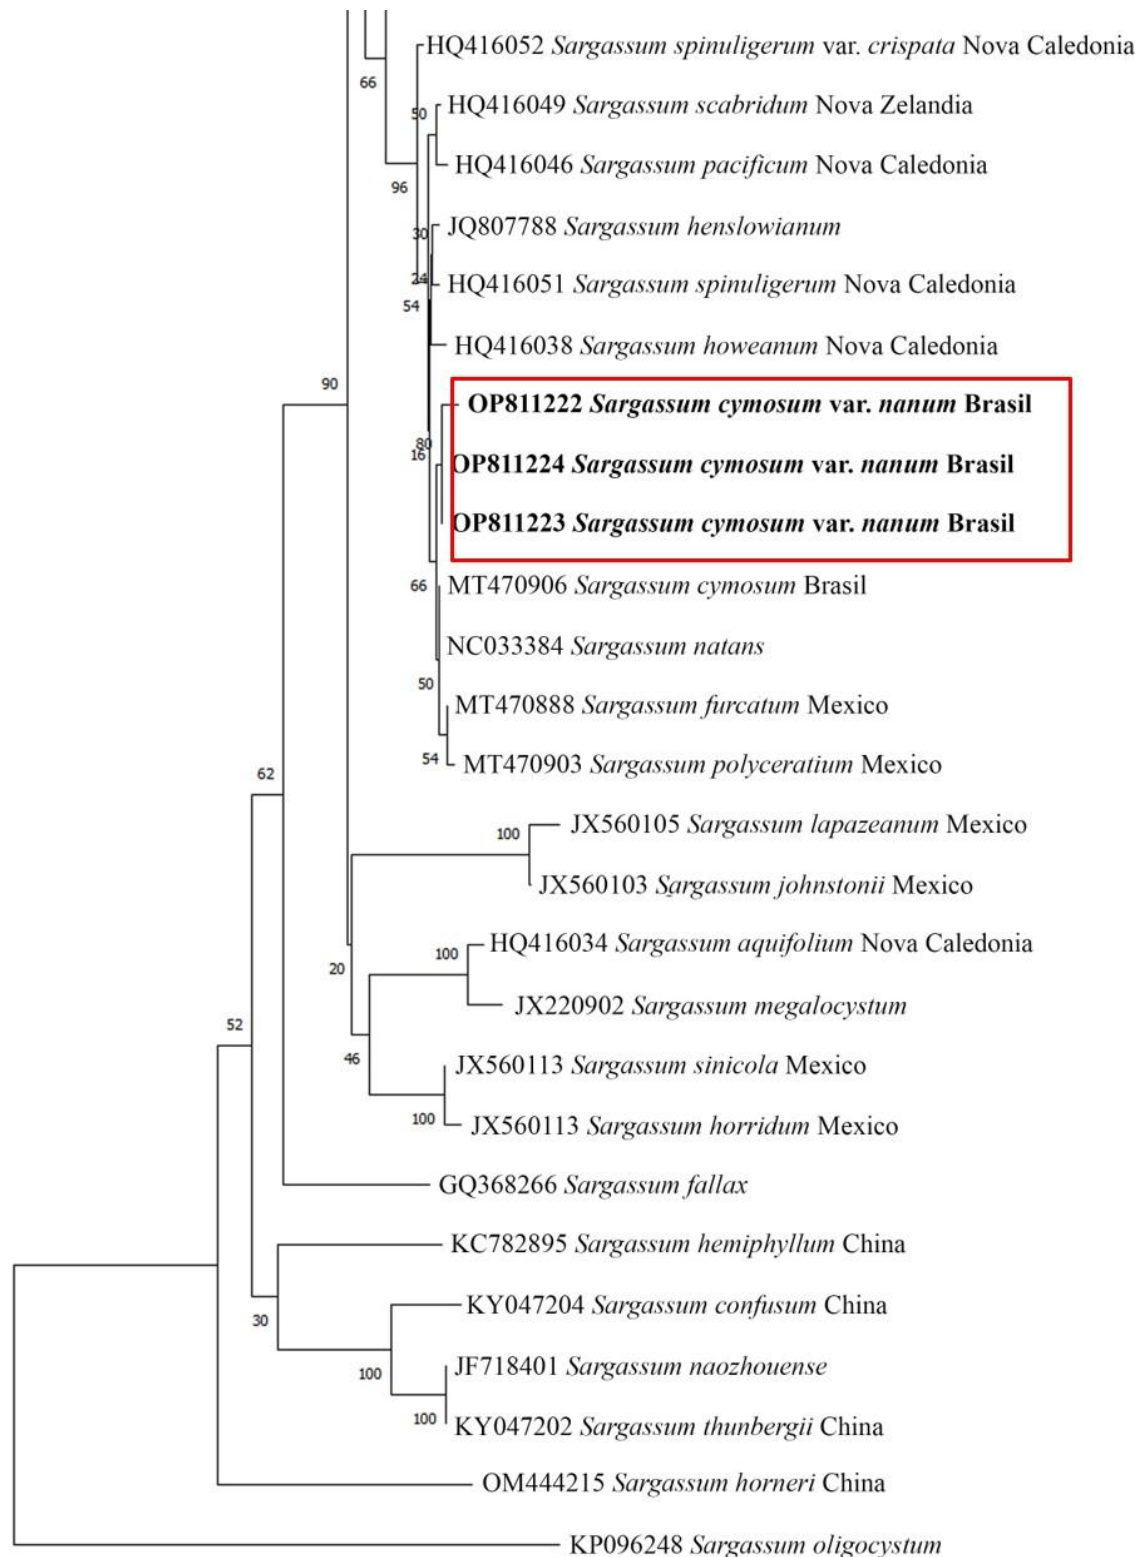 HQ416052 Sargassum spinuligerum var. crispata Nova Caledonia
66
50
HQ416049 Sargassum scabridum Nova Zelandia
96
HQ416046 Sargassum pacificum Nova Caledonia
30
JQ807788 Sargassum henslowianum
24
HQ416051 Sargassum spinuligerum Nova Caledonia
54
HQ416038 Sargassum howeanum Nova Caledonia
90
OP811222 Sargassum cymosum var. nanum Brasil
80
16
OP811224 Sargassum cymosum var. nanum Brasil
OP811223 Sargassum cymosum var. nanum Brasil
66
MT470906 Sargassum cymosum Brasil
NC033384 Sargassum natans
50
MT470888 Sargassum furcatum Mexico
54
MT470903 Sargassum polyceratium Mexico
62
100
JX560105 Sargassum lapazeanum Mexico
JX560103 Sargassum johnstonii Mexico
100
HQ416034 Sargassum aquifolium Nova Caledonia
20
JX220902 Sargassum megalocystum
52
46
JX560113 Sargassum sinicola Mexico
100
JX560113 Sargassum horridum Mexico
GQ368266 Sargassum fallax
KC782895 Sargassum hemiphyllum China
30
KY047204 Sargassum confusum China
100
JF718401 Sargassum naozhouense
100
KY047202 Sargassum thunbergii China
OM444215 Sargassum horneri China
KP096248 Sargassum oligocystum